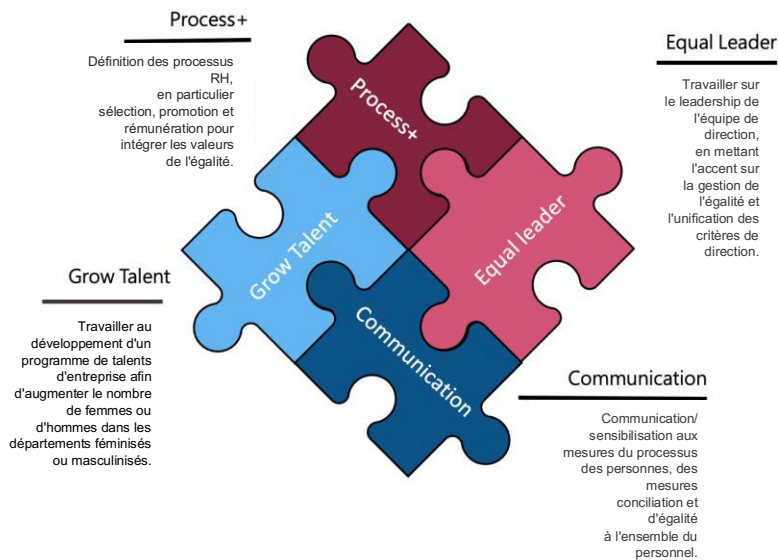 Process+
Définition des processus
RH,
en particulier
sélection, promotion et
rémunération pour
intégrer les valeurs
de l'égalité.
Equal Leader
Travailler sur
le leadership de
l'équipe de
direction,
en mettant
l'accent sur
la gestion de
l'égalité et
l'unification des
critères de
direction.
Process+
Grow Talent
Equal leader
Communication
Grow Talent
Travailler au
développement d'un
programme de talents
d'entreprise afin
d'augmenter le nombre
de femmes ou
d'hommes dans les
départements féminisés
ou masculinisés.
Communication
Communication/
sensibilisation aux
mesures du processus
des personnes, des
mesures
conciliation et
d'égalité
à l'ensemble du
personnel.